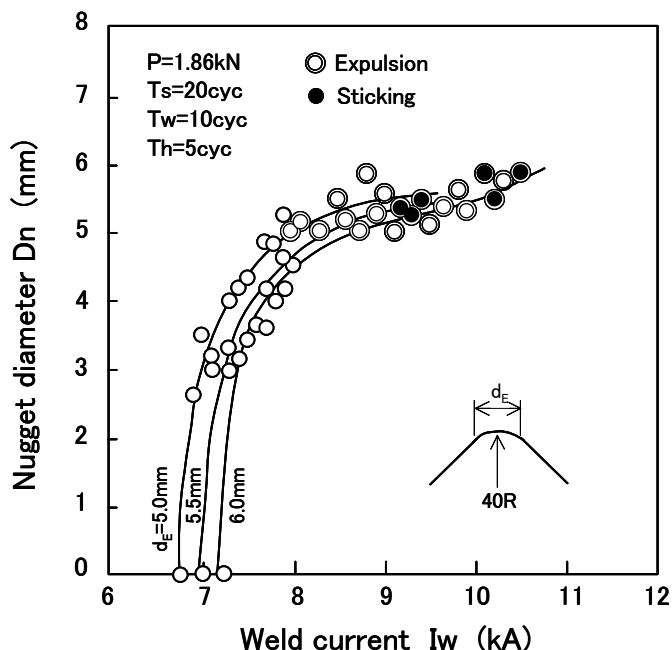 8
7
6
5
4
3
2
1
0
Nugget diameter Dn (mm)
P=1.86kN
Ts=20cyc
Tw=10cyc
Th=5cyc
Expulsion
Sticking
dE=5.0mm
5.5mm
6.0mm
dE
40R
6 7 8 9 10 11 12
Weld current Iw (kA)